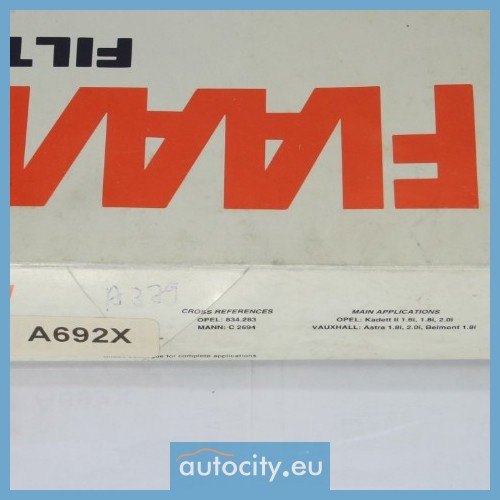 FIAAM
FILT
A692X
CROSS REFERENCES
OPEL: 834.283
MANN: C 2694
for complete applications
MAIN APPLICATIONS
OPEL: Kadett II 1.6i, 1.8i, 2.0i
VAUXHALL: Astra 1.8i, 2.0i, Belmont 1.8i
autocity.eu